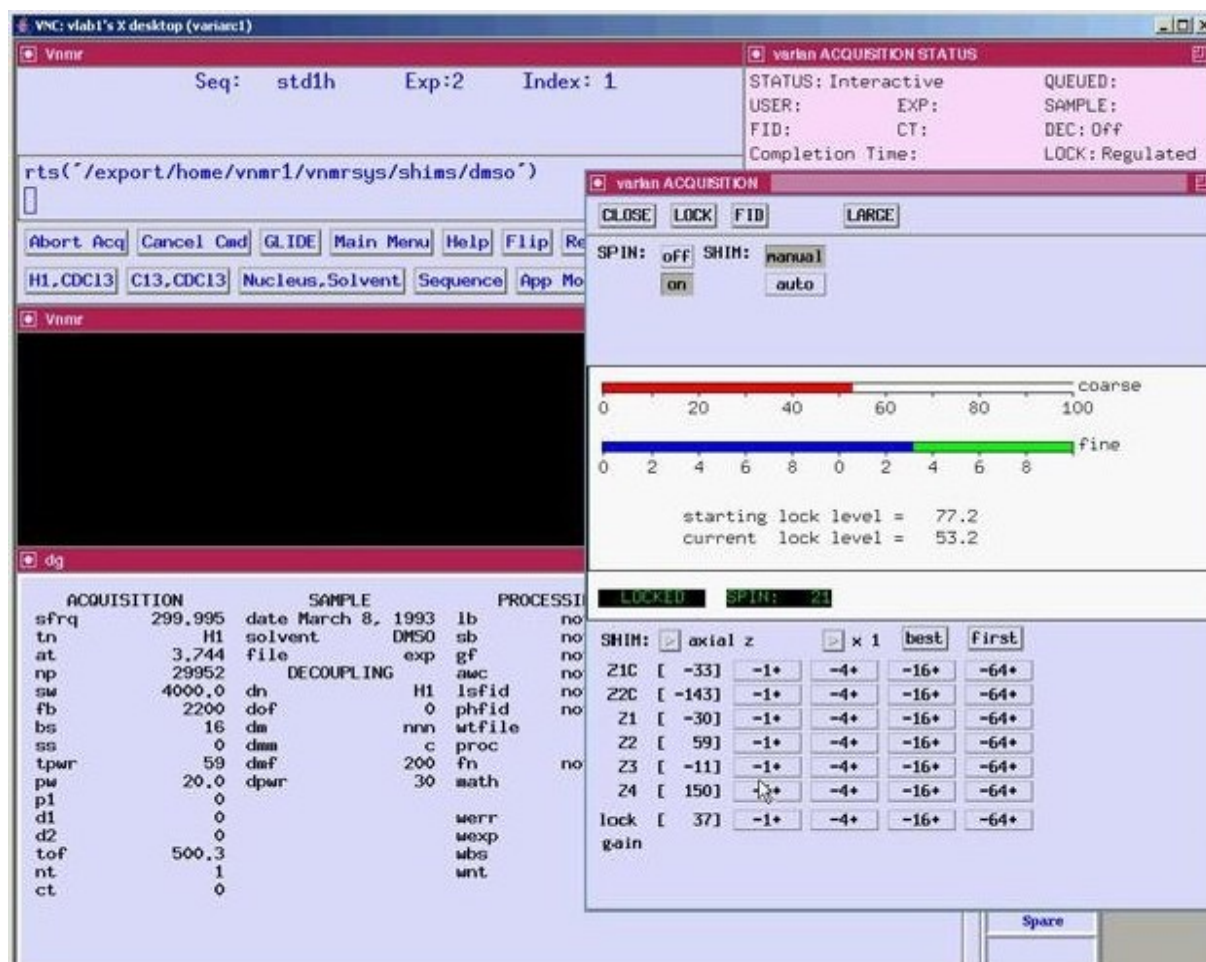 VNC: vlab1's X desktop (varianc1)
Vnmr
Seq: std1h Exp:2 Index: 1
rts('/export/home/vnmr1/vnmrsys/shims/dmso')
Abort Acq Cancel Cmd GLIDE Main Menu Help Flip Re
H1,CDCl3 C13,CDCl3 Nucleus,Solvent Sequence App Mo
Vnmr
varian ACQUISITION STATUS
STATUS: Interactive QUEUED:
USER: EXP: SAMPLE:
FID: CT: DEC: Off
Completion Time: LOCK: Regulated
varian ACQUISITION
CLOSE LOCK FID LARGE
SPIN: off SHIM: manual
on auto
coarse
0 20 40 60 80 100
fine
0 2 4 6 8 0 2 4 6 8
starting lock level = 77.2
current lock level = 53.2
LOCKED SPIN: 21
SHIM: axial z x 1 best first
Z1C [ -33] -1+ -4+ -16+ -64+
Z2C [ -143] -1+ -4+ -16+ -64+
Z1 [ -30] -1+ -4+ -16+ -64+
Z2 [ 59] -1+ -4+ -16+ -64+
Z3 [ -11] -1+ -4+ -16+ -64+
Z4 [ 150] -4+ -16+ -64+
lock [ 37] -1+ -4+ -16+ -64+
gain
dg
ACQUISITION SAMPLE PROCESSI
sfrq 299.995 date March 8, 1993 lb no
tn H1 solvent DMSO sb no
at 3.744 file exp gf no
np 29952 DECOUPLING awc no
sw 4000.0 dn H1 lsfid no
fb 2200 dof 0 phfid no
bs 16 dm nnn wtfile
ss 0 dmm c proc
tpwr 59 dmf 200 fn no
pw 20.0 dpwr 30 math
p1 0
d1 0 werr
d2 0 wexp
tof 500.3 wbs
nt 1 wnt
ct 0
Spare